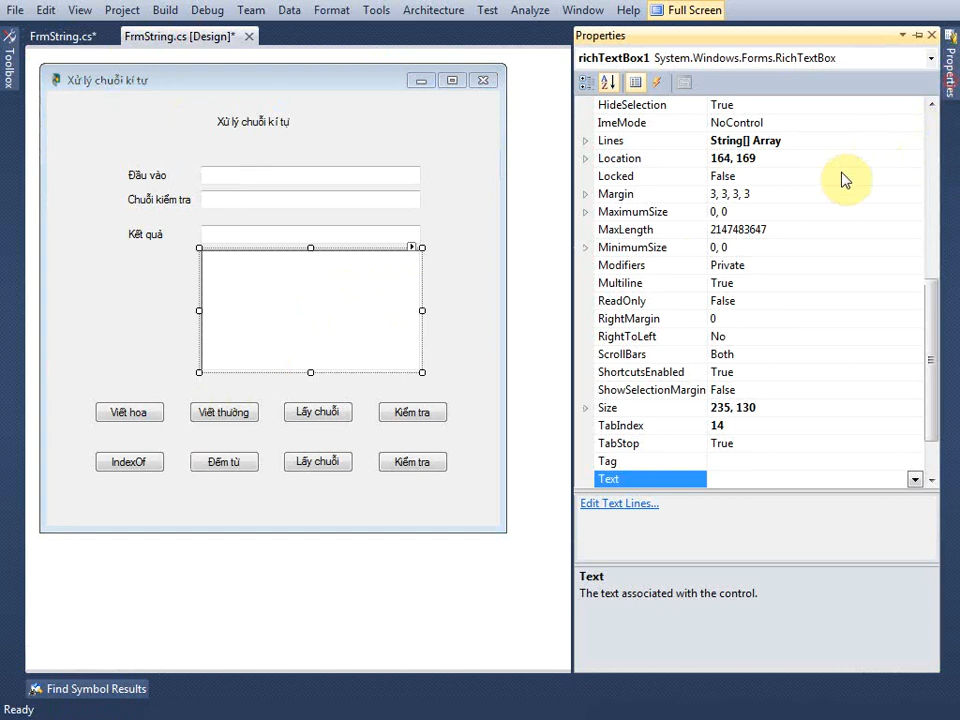 File Edit View Project Build Debug Team Data Format Tools Architecture Test Analyze Window Help Full Screen
FrmString.cs* FrmString.cs [Design]*
Toolbox
Xử lý chuỗi kí tự
Xử lý chuỗi kí tự
Đầu vào
Chuỗi kiểm tra
Kết quả
Viết hoa Viết thường Lấy chuỗi Kiểm tra
IndexOf Đếm từ Lấy chuỗi Kiểm tra
Properties
richTextBox1 System.Windows.Forms.RichTextBox
HideSelection True
ImeMode NoControl
Lines String[] Array
Location 164, 169
Locked False
Margin 3, 3, 3, 3
MaximumSize 0, 0
MaxLength 2147483647
MinimumSize 0, 0
Modifiers Private
Multiline True
ReadOnly False
RightMargin 0
RightToLeft No
ScrollBars Both
ShortcutsEnabled True
ShowSelectionMargin False
Size 235, 130
TabIndex 14
TabStop True
Tag
Text
Edit Text Lines...
Text
The text associated with the control.
Properties
Find Symbol Results
Ready